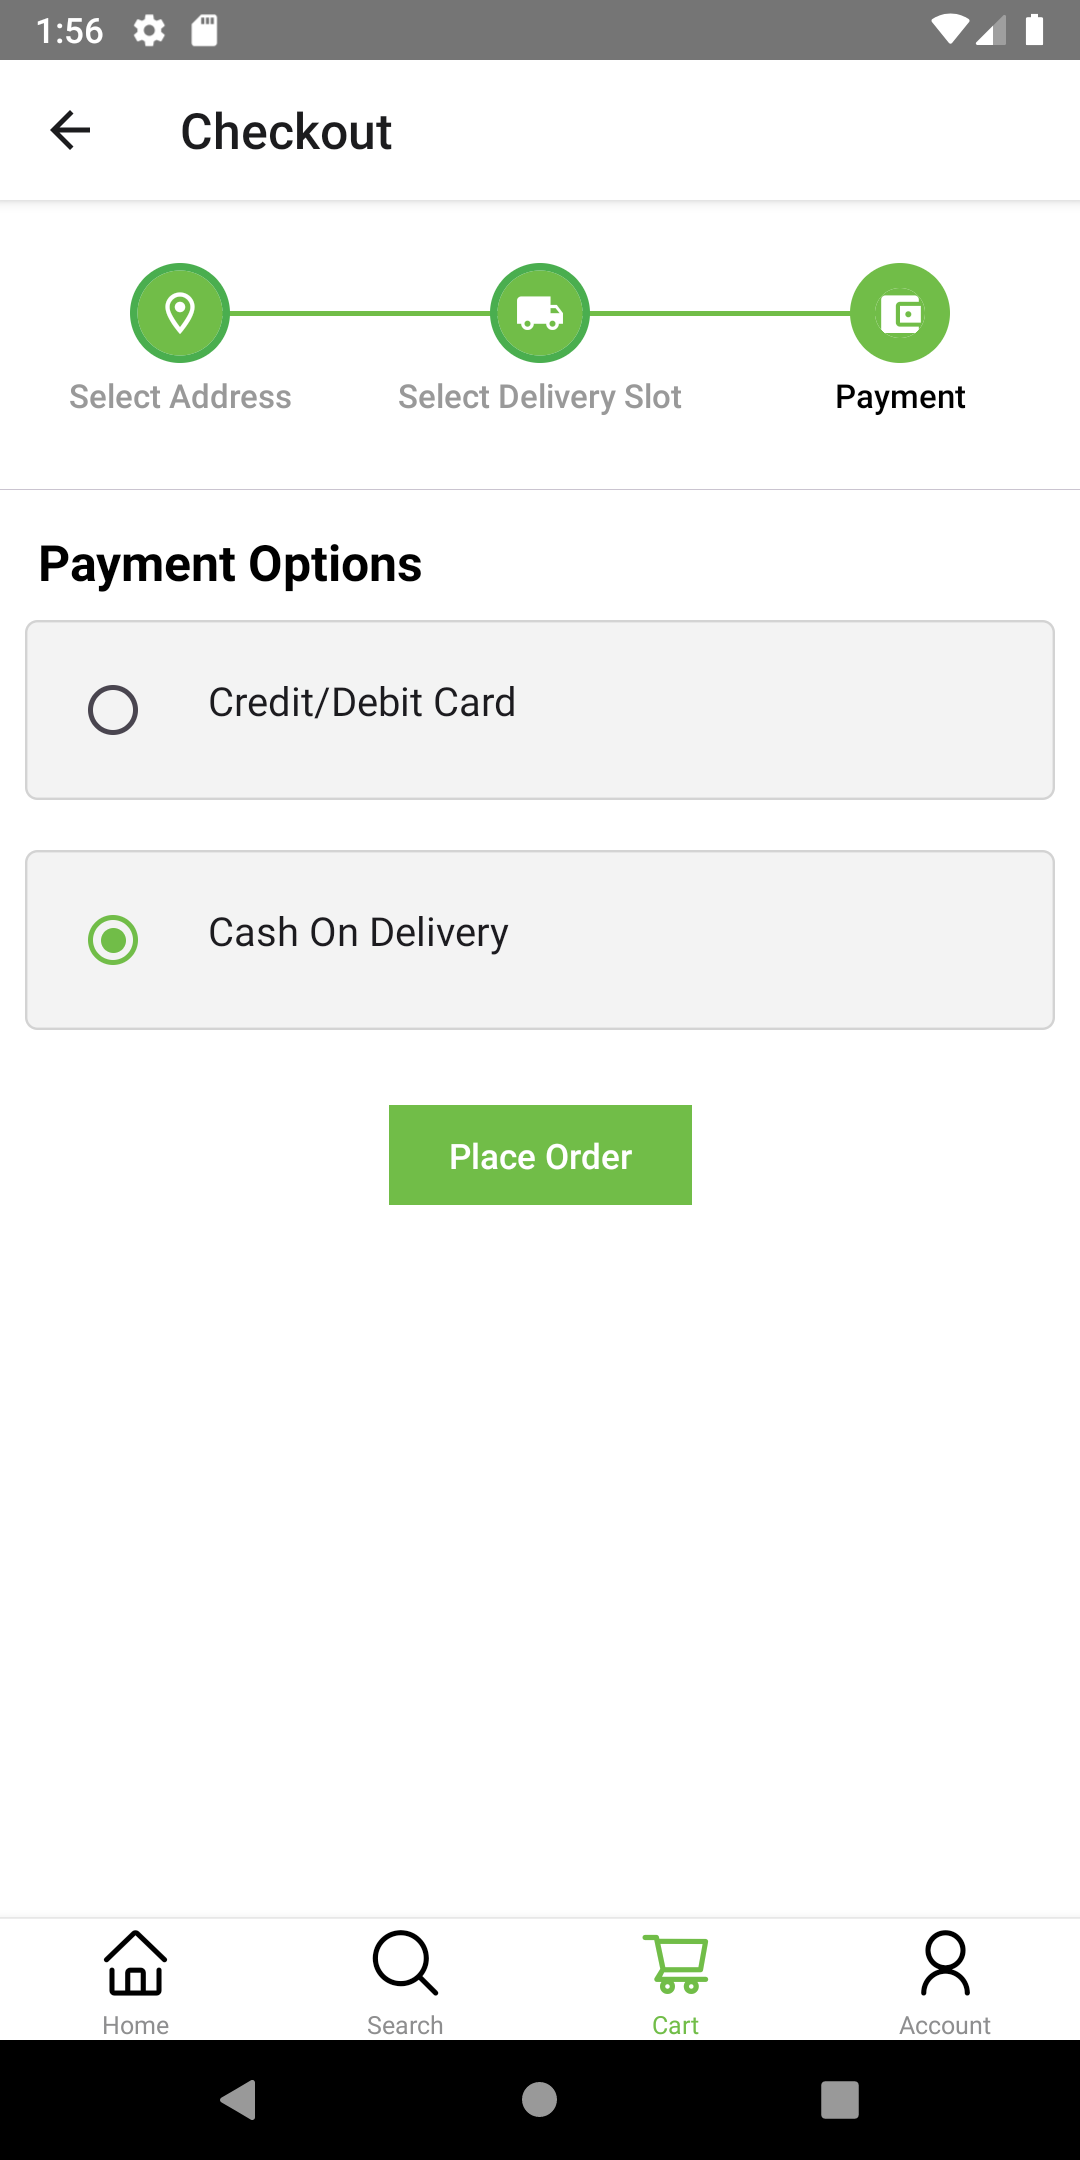 1:56
Checkout
Select Address
Select Delivery Slot
Payment
Payment Options
Credit/Debit Card
Cash On Delivery
Place Order
Home
Search
Cart
Account